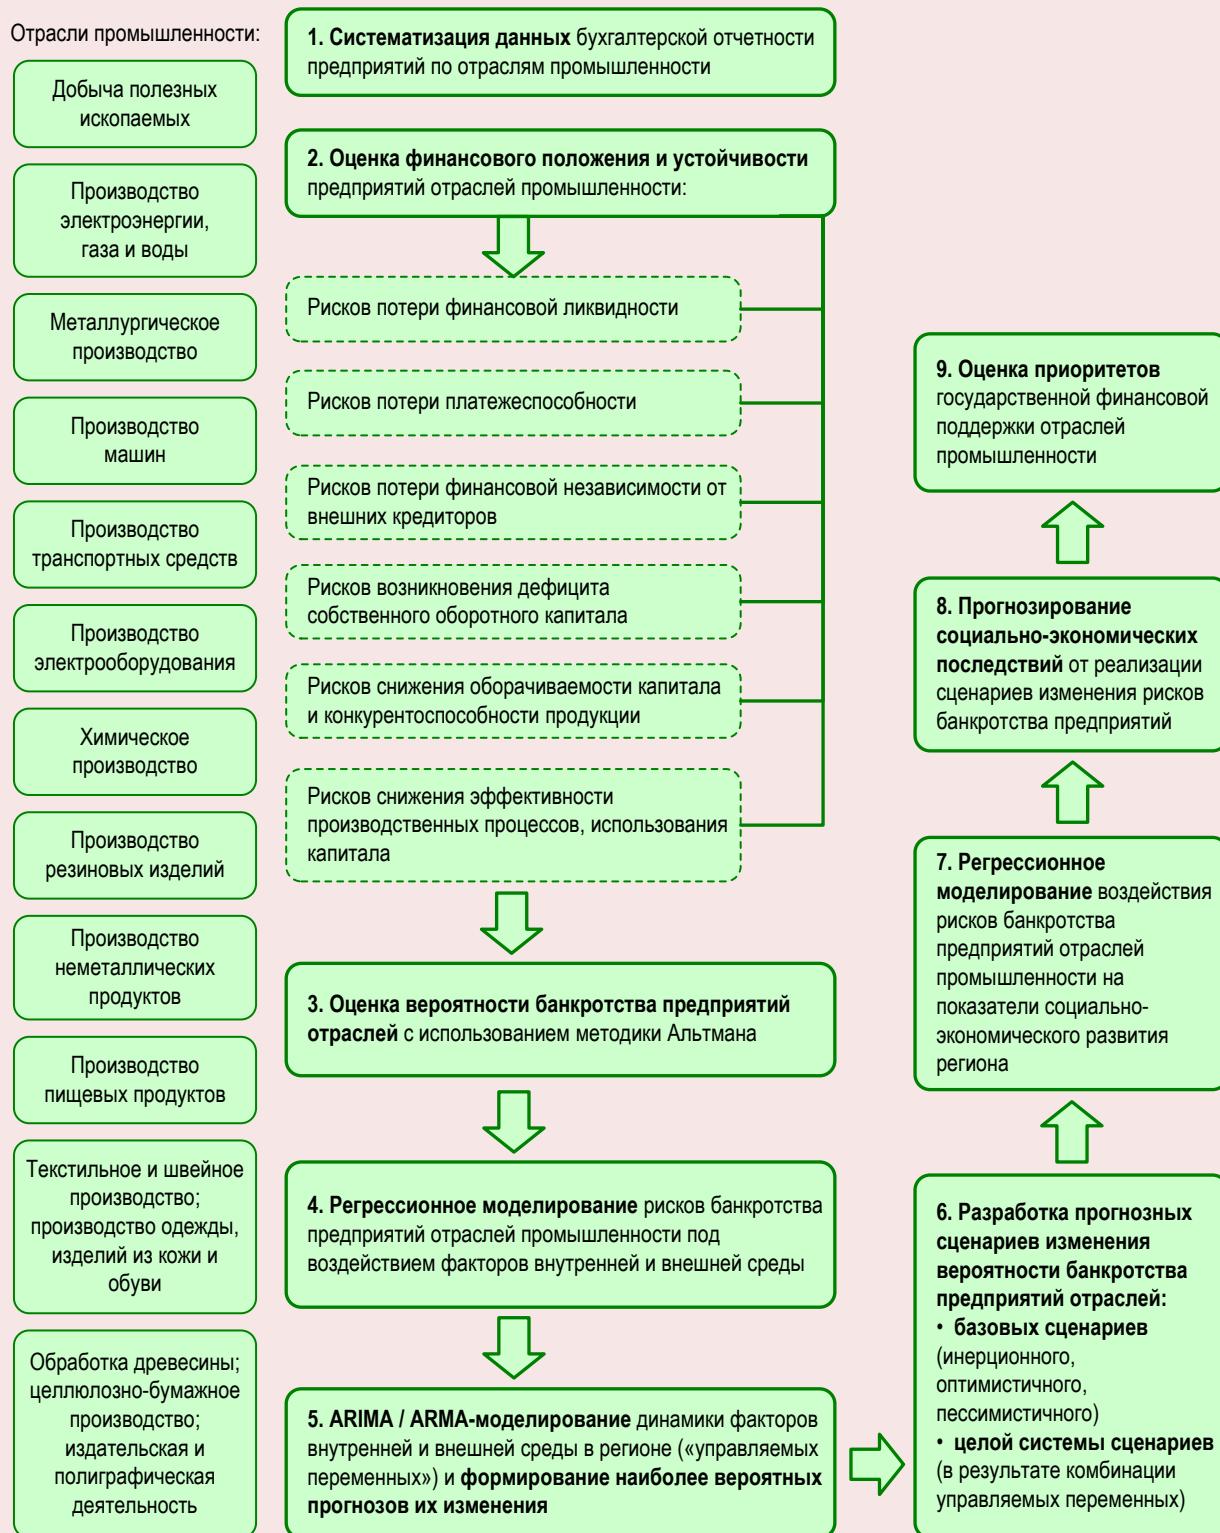 Отрасли промышленности:
Добыча полезных
ископаемых
Производство
электроэнергии,
газа и воды
Металлургическое
производство
Производство
машин
Производство
транспортных средств
Производство
электрооборудования
Химическое
производство
Производство
резиновых изделий
Производство
неметаллических
продуктов
Производство
пищевых продуктов
Текстильное и швейное
производство;
производство одежды,
изделий из кожи и
обуви
Обработка древесины;
целлюлозно-бумажное
производство;
издательская и
полиграфическая
деятельность
1. Систематизация данных бухгалтерской отчетности
предприятий по отраслям промышленности
2. Оценка финансового положения и устойчивости
предприятий отраслей промышленности:
Рисков потери финансовой ликвидности
Рисков потери платежеспособности
Рисков потери финансовой независимости от
внешних кредиторов
Рисков возникновения дефицита
собственного оборотного капитала
Рисков снижения оборачиваемости капитала
и конкурентоспособности продукции
Рисков снижения эффективности
производственных процессов, использования
капитала
3. Оценка вероятности банкротства предприятий
отраслей с использованием методики Альтмана
4. Регрессионное моделирование рисков банкротства
предприятий отраслей промышленности под
воздействием факторов внутренней и внешней среды
5. ARIMA / ARMA-моделирование динамики факторов
внутренней и внешней среды в регионе («управляемых
переменных») и формирование наиболее вероятных
прогнозов их изменения
6. Разработка прогнозных
сценариев изменения
вероятности банкротства
предприятий отраслей:
• базовых сценариев
(инерционного,
оптимистичного,
пессимистичного)
• целой системы сценариев
(в результате комбинации
управляемых переменных)
7. Регрессионное
моделирование воздействия
рисков банкротства
предприятий отраслей
промышленности на
показатели социально-
экономического развития
региона
8. Прогнозирование
социально-экономических
последствий от реализации
сценариев изменения рисков
банкротства предприятий
9. Оценка приоритетов
государственной финансовой
поддержки отраслей
промышленности